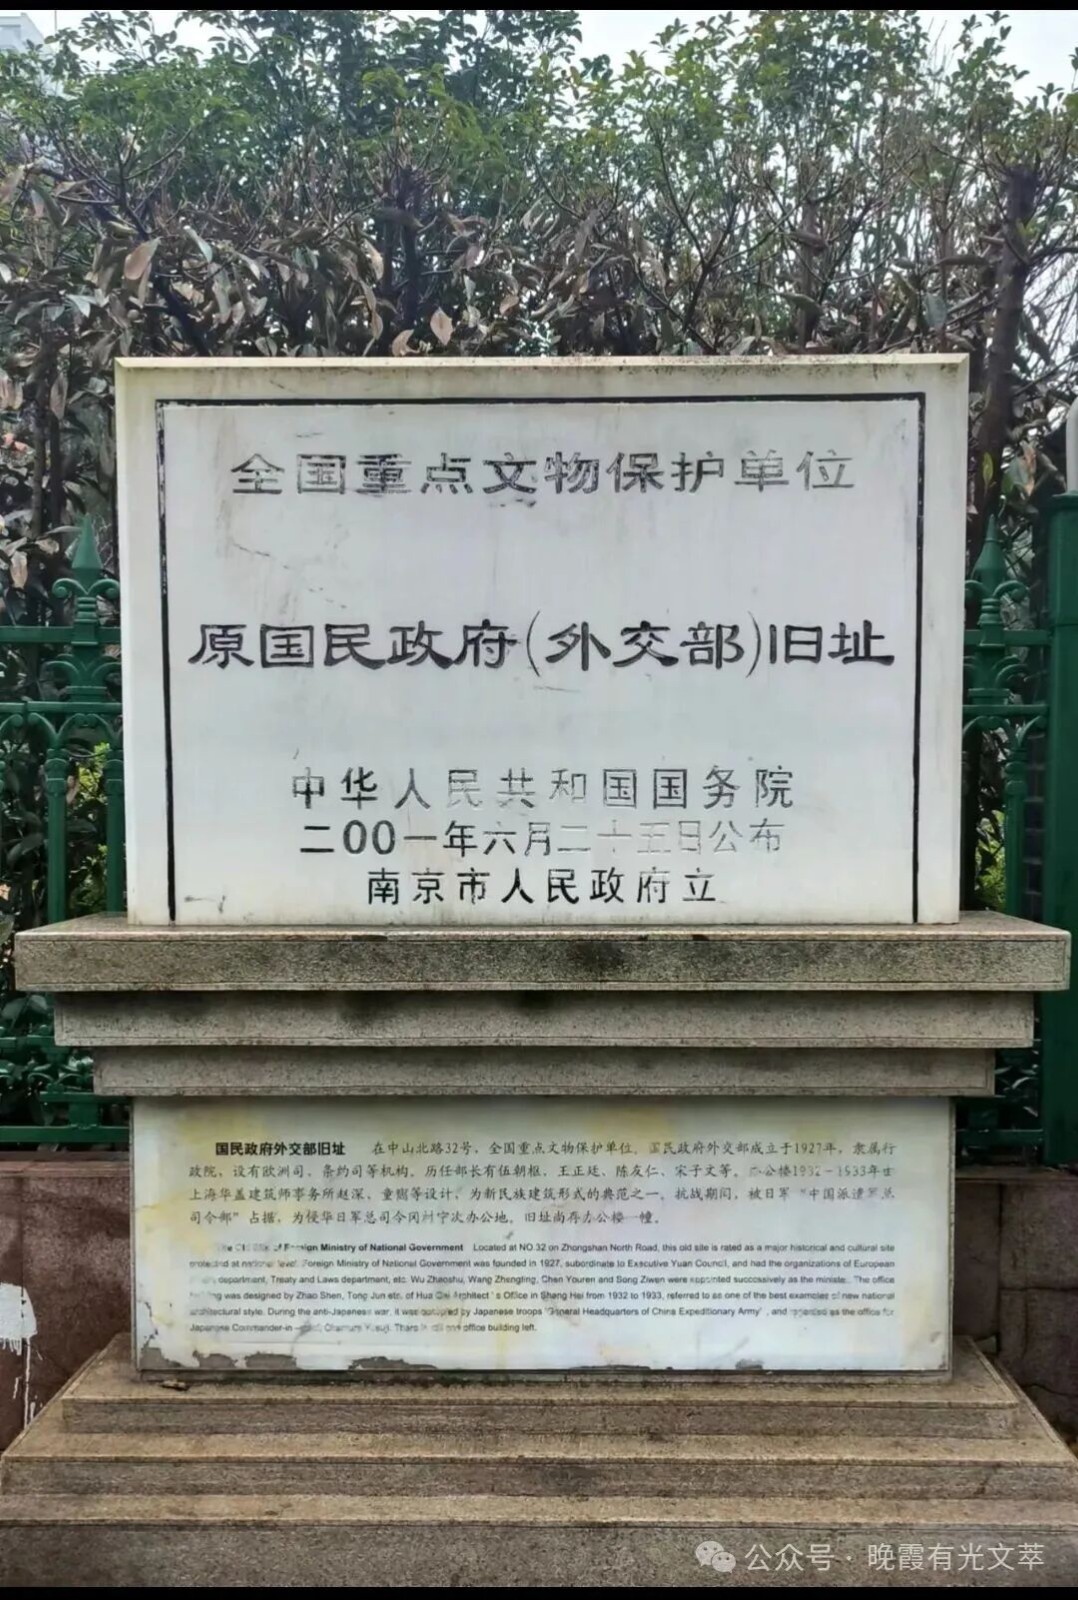 全国重点文物保护单位
原国民政府(外交部)旧址
中华人民共和国国务院
二00一年六月二十五日公布
南京市人民政府立
国民政府外交部旧址 在中山北路32号，全国重点文物保护单位。国民政府外交部成立于1927年，隶属行
政院，设有欧洲司、条约司等机构。历任部长有伍朝枢、王正廷、陈友仁、宋子文等。公楼1932-1933年由
上海华盖建筑师事务所赵深、童寯等设计，为新民族建筑形式的典范之一。抗战期间，被日军“中国派遣军总
司令部”占据，为侵华日军总司令冈村宁次办公地。旧址尚存办公楼一幢。
The Old Site of Foreign Ministry of National Government Located at NO.32 on Zhongshan North Road, this old site is rated as a major historical and cultural site
protected at national level. Foreign Ministry of National Government was founded in 1927, subordinate to Executive Yuan Council, and had the organizations of European
department, Treaty and Laws department, etc. Wu Zhaoshu, Wang Zhengting, Chen Youren and Song Ziwen were appointed successively as the minister. The office
was designed by Zhao Shen, Tong Jun etc. of Hua Gai Architect's Office in Shang Hai from 1932 to 1933, referred to as one of the best examples of new national
architectural style. During the anti-Japanese war, it was occupied by Japanese troops "General Headquarters of China Expeditionary Army", and regarded as the office for
Japanese Commander-in office building left.
公众号·晚霞有光文萃